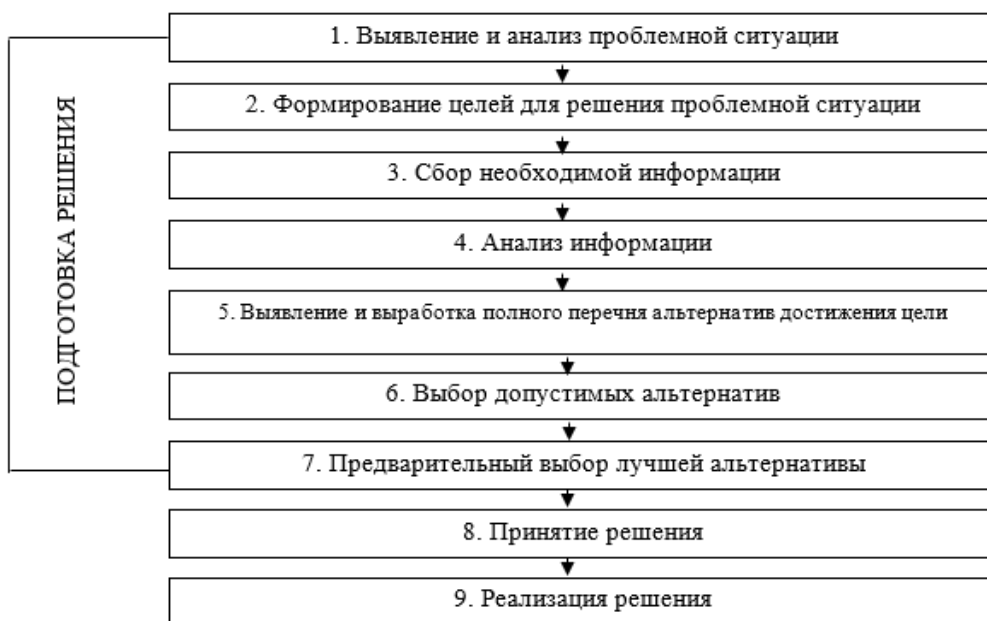 1. Выявление и анализ проблемной ситуации
2. Формирование целей для решения проблемной ситуации
3. Сбор необходимой информации
4. Анализ информации
5. Выявление и выработка полного перечня альтернатив достижения цели
6. Выбор допустимых альтернатив
7. Предварительный выбор лучшей альтернативы
8. Принятие решения
9. Реализация решения
ПОДГОТОВКА РЕШЕНИЯ